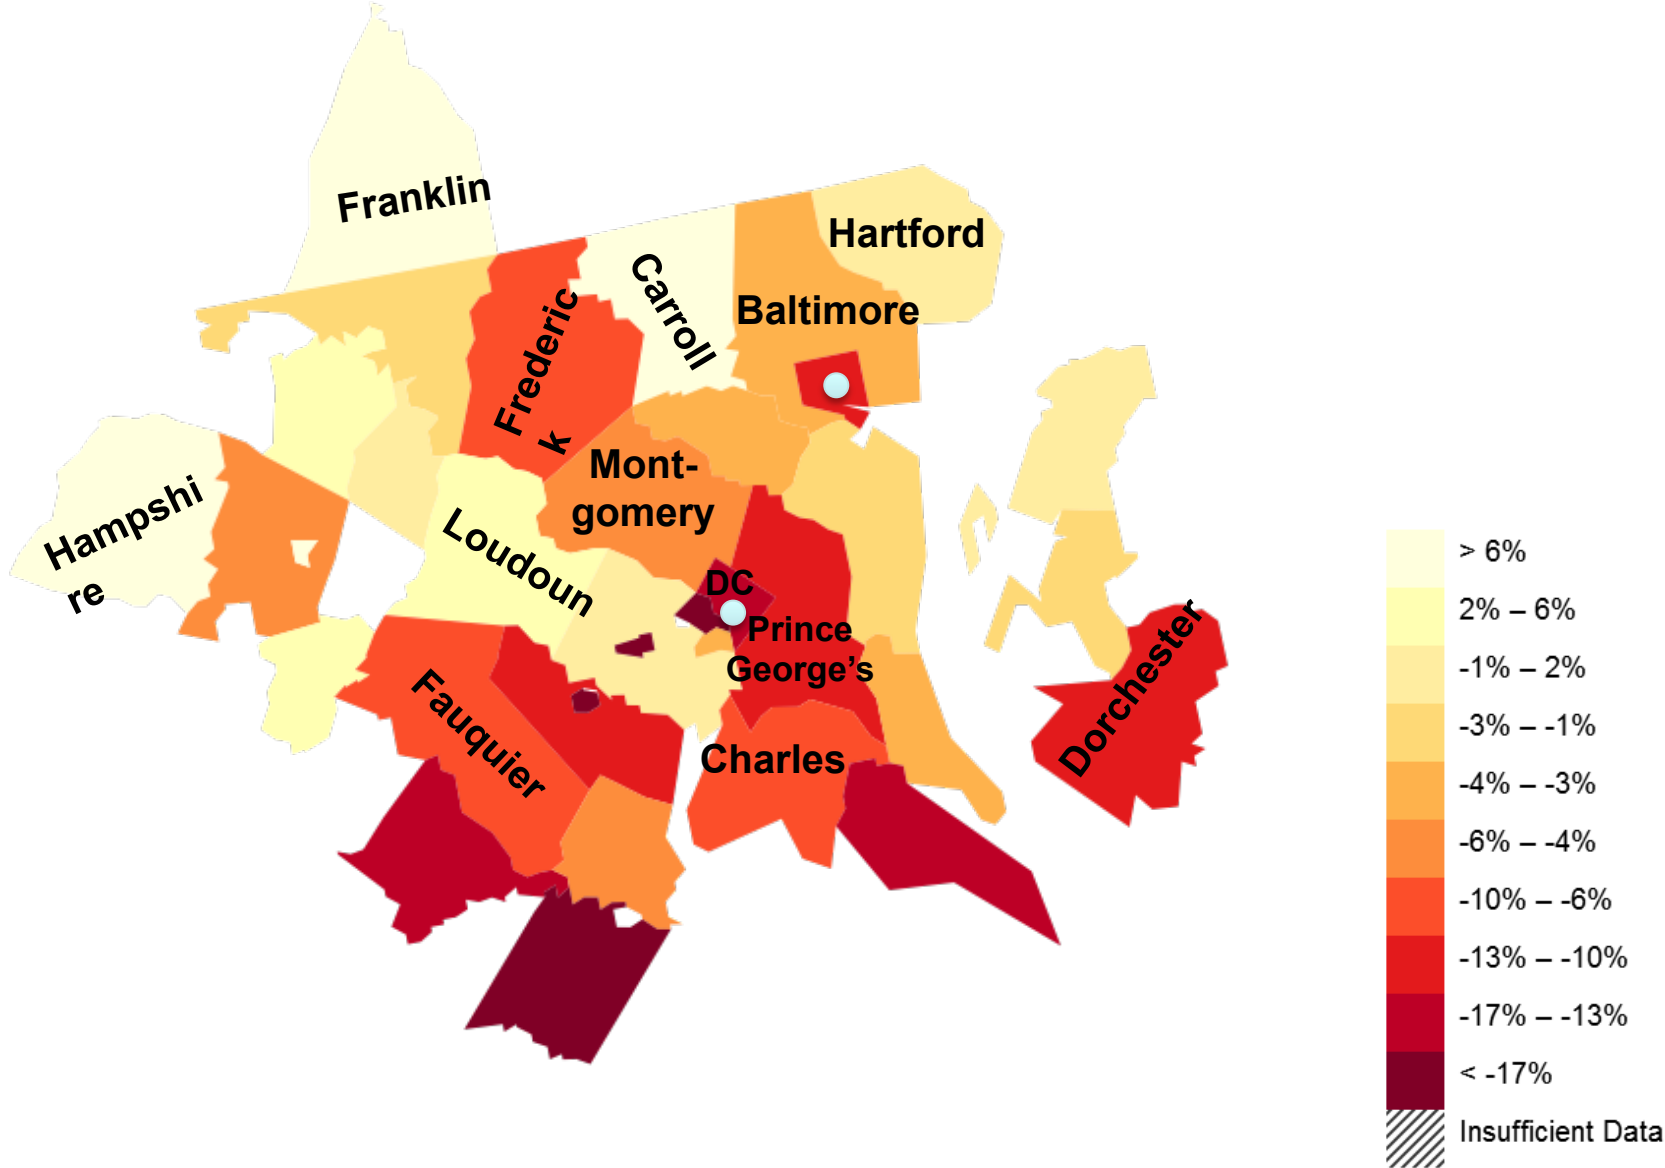 Franklin
Hartford
Carroll
Baltimore
Frederic
k
Mont-
gomery
Hampshi
re
Loudoun
DC
Prince
George's
Dorchester
Fauquier
Charles
> 6%
2% – 6%
-1% – 2%
-3% – -1%
-4% – -3%
-6% – -4%
-10% – -6%
-13% – -10%
-17% – -13%
< -17%
Insufficient Data